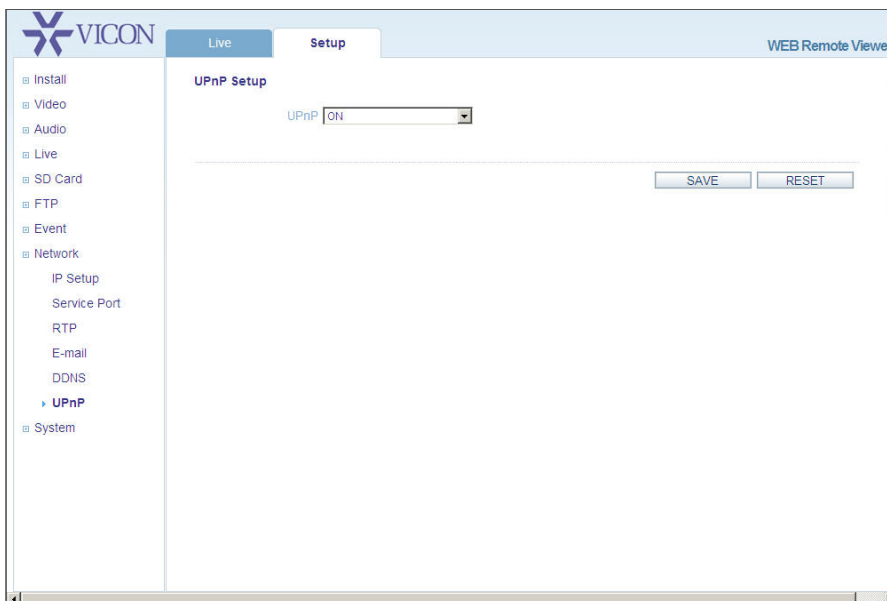 VICON
Live
Setup
WEB Remote Viewe
Install
Video
Audio
Live
SD Card
FTP
Event
Network
IP Setup
Service Port
RTP
E-mail
DDNS
UPnP
System
UPnP Setup
UPnP ON
SAVE
RESET